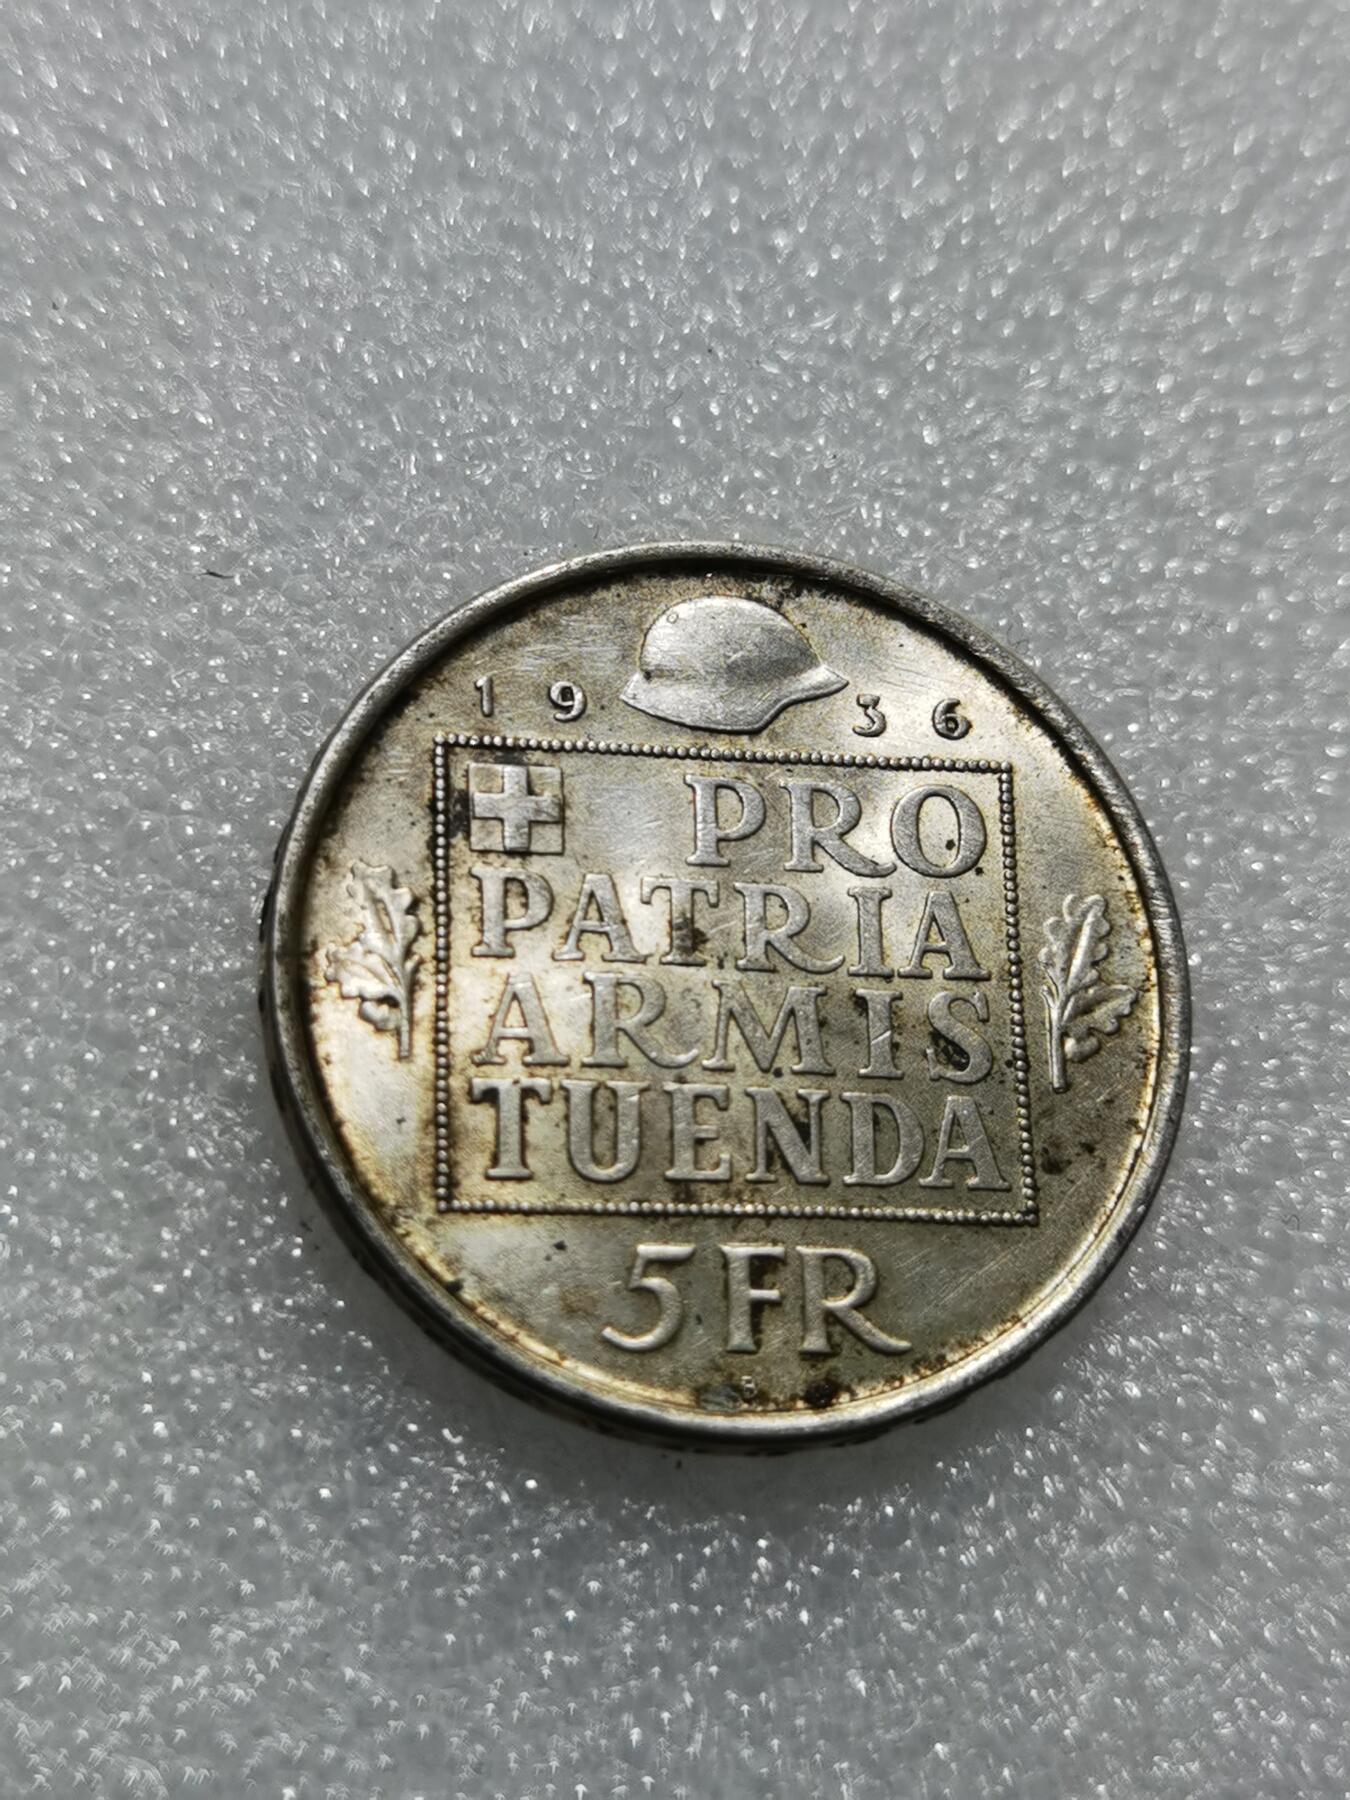 1936
PRO
PATRIA
ARMIS
TUENDA
5 FR
B